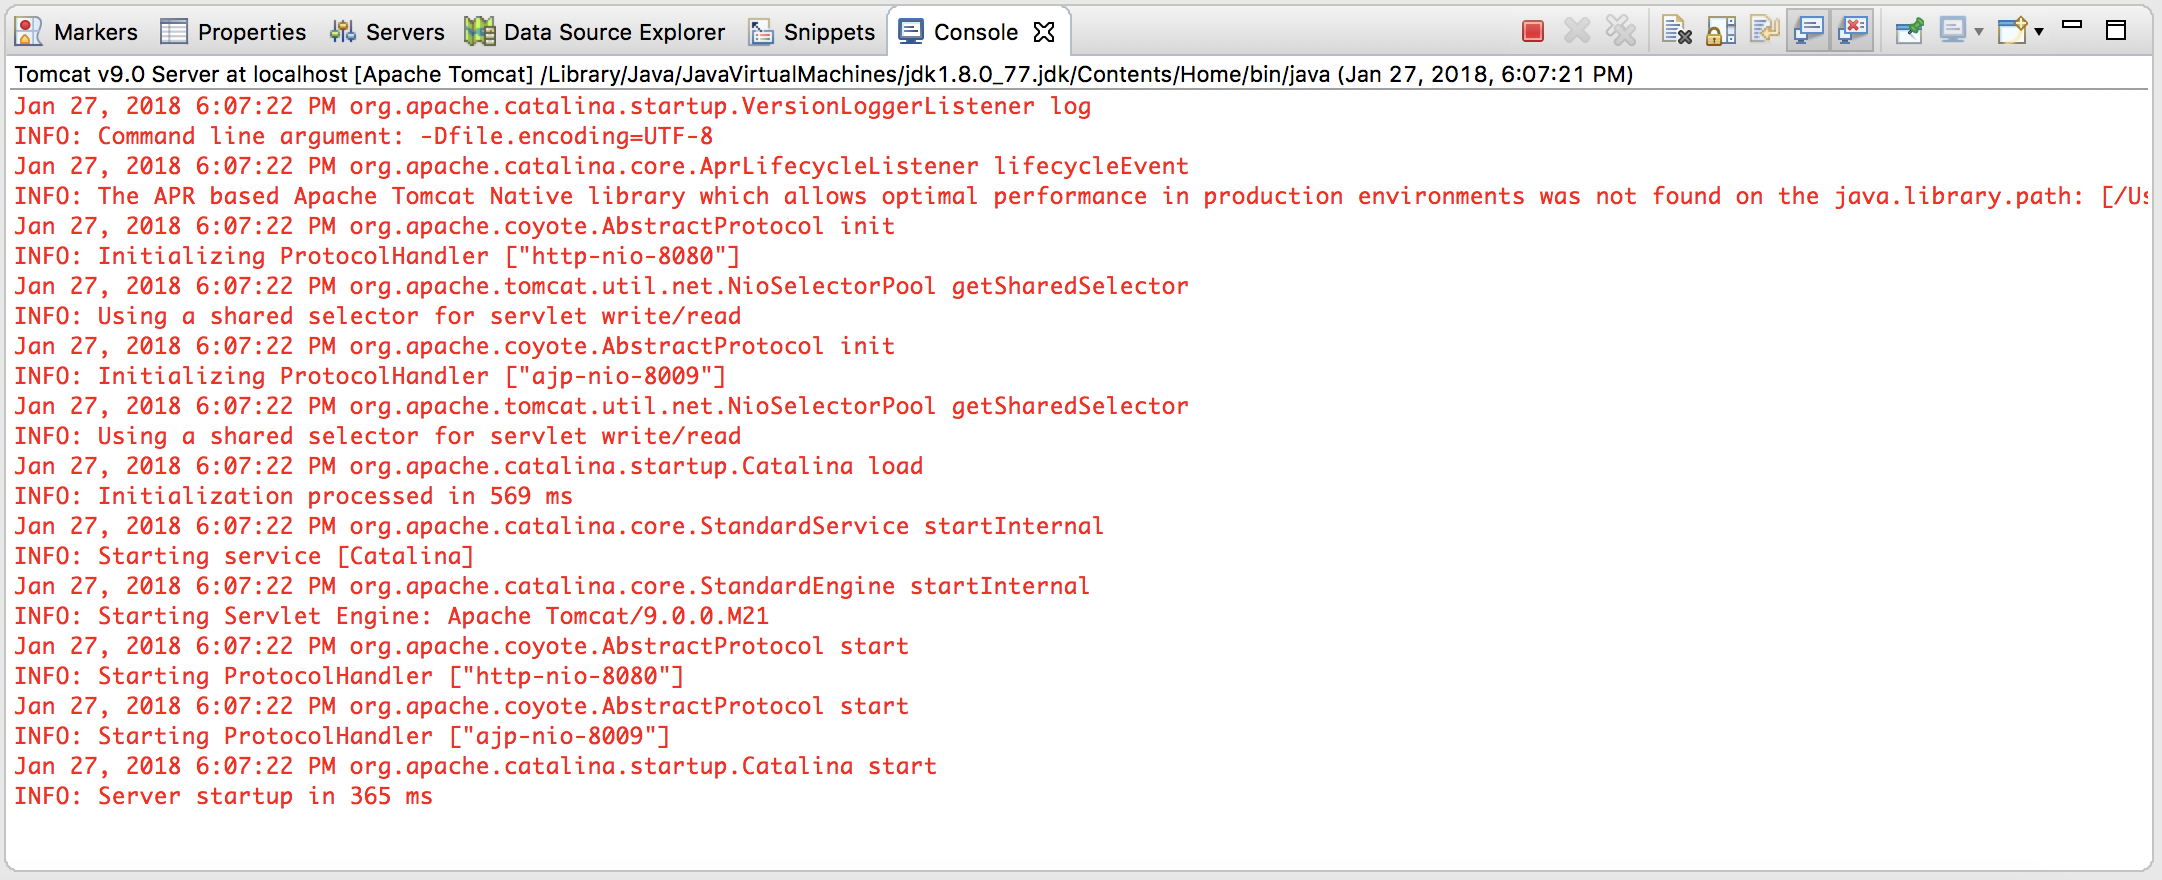 Markers Properties Servers Data Source Explorer Snippets Console
Tomcat v9.0 Server at localhost [Apache Tomcat] /Library/Java/JavaVirtualMachines/jdk1.8.0_77.jdk/Contents/Home/bin/java (Jan 27, 2018, 6:07:21 PM)
Jan 27, 2018 6:07:22 PM org.apache.catalina.startup.VersionLoggerListener log
INFO: Command line argument: -Dfile.encoding=UTF-8
Jan 27, 2018 6:07:22 PM org.apache.catalina.core.AprLifecycleListener lifecycleEvent
INFO: The APR based Apache Tomcat Native library which allows optimal performance in production environments was not found on the java.library.path: [/Us
Jan 27, 2018 6:07:22 PM org.apache.coyote.AbstractProtocol init
INFO: Initializing ProtocolHandler ["http-nio-8080"]
Jan 27, 2018 6:07:22 PM org.apache.tomcat.util.net.NioSelectorPool getSharedSelector
INFO: Using a shared selector for servlet write/read
Jan 27, 2018 6:07:22 PM org.apache.coyote.AbstractProtocol init
INFO: Initializing ProtocolHandler ["ajp-nio-8009"]
Jan 27, 2018 6:07:22 PM org.apache.tomcat.util.net.NioSelectorPool getSharedSelector
INFO: Using a shared selector for servlet write/read
Jan 27, 2018 6:07:22 PM org.apache.catalina.startup.Catalina load
INFO: Initialization processed in 569 ms
Jan 27, 2018 6:07:22 PM org.apache.catalina.core.StandardService startInternal
INFO: Starting service [Catalina]
Jan 27, 2018 6:07:22 PM org.apache.catalina.core.StandardEngine startInternal
INFO: Starting Servlet Engine: Apache Tomcat/9.0.0.M21
Jan 27, 2018 6:07:22 PM org.apache.coyote.AbstractProtocol start
INFO: Starting ProtocolHandler ["http-nio-8080"]
Jan 27, 2018 6:07:22 PM org.apache.coyote.AbstractProtocol start
INFO: Starting ProtocolHandler ["ajp-nio-8009"]
Jan 27, 2018 6:07:22 PM org.apache.catalina.startup.Catalina start
INFO: Server startup in 365 ms